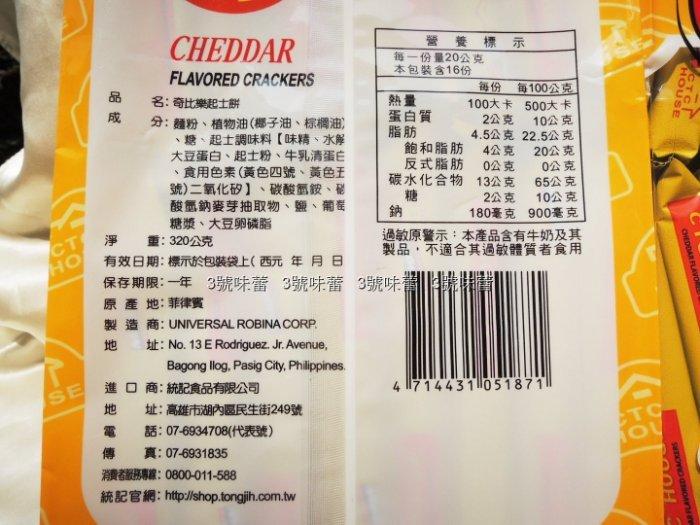 CHEDDAR
FLAVORED CRACKERS
品名：奇比樂起士餅
成分：麵粉、植物油(椰子油、棕櫚油)
、糖、起士調味料【味精、水解
大豆蛋白、起士粉、牛乳清蛋白
、食用色素(黃色四號、黃色五
號)二氧化矽】、碳酸氫銨、碳
酸氫鈉麥芽抽取物、鹽、葡萄
糖漿、大豆卵磷脂
淨重：320公克
有效日期：標示於包裝袋上(西元 年 月 日
保存期限：一年
原產地：菲律賓
製造商：UNIVERSAL ROBINA CORP.
地址：No. 13 E Rodriguez. Jr. Avenue,
Bagong Ilog, Pasig City, Philippines.
進口商：統記食品有限公司
地址：高雄市湖內區民生街249號
電話：07-6934708(代表號)
傳真：07-6931835
消費者服務專線：0800-011-588
統記官網：http://shop.tongjih.com.tw
營養標示
每一份量20公克
本包裝含16份
每份 每100公克
熱量 100大卡 500大卡
蛋白質 2公克 10公克
脂肪 4.5公克 22.5公克
飽和脂肪 4公克 20公克
反式脂肪 0公克 0公克
碳水化合物 13公克 65公克
糖 2公克 10公克
鈉 180毫克 900毫克
過敏原警示：本產品含有牛奶及其
製品，不適合其過敏體質者食用
3號味蕾 3號味蕾 3號味蕾 3號味蕾
4 714431 051871